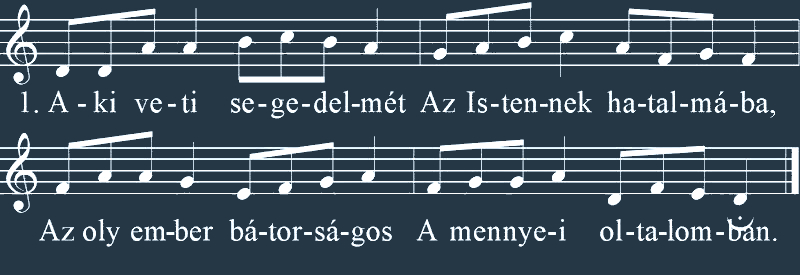 1. A - ki ve-ti se-ge-del-mét Az Is-ten-nek ha-tal-má-ba,
Az oly em-ber bá-tor-sá-gos A mennye-i ol-ta-lom-ban.